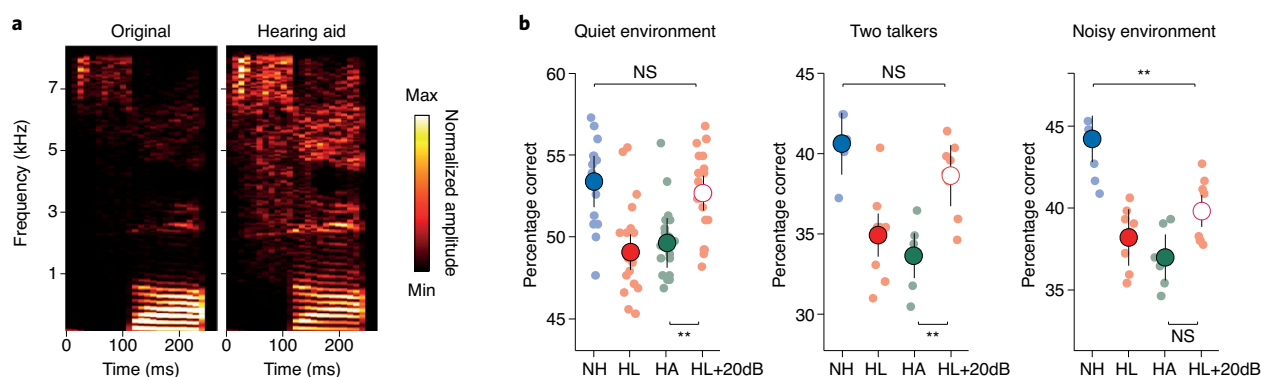 a
Original
Hearing aid
Frequency (kHz)
7
5
3
1
0
100
200
0
100
200
Time (ms)
Time (ms)
Max
Normalized amplitude
Min
b
Quiet environment
Percentage correct
60
55
50
45
NS
**
NH HL HA HL+20dB
Two talkers
Percentage correct
45
40
35
30
NS
**
NH HL HA HL+20dB
Noisy environment
Percentage correct
45
40
35
**
NS
NH HL HA HL+20dB